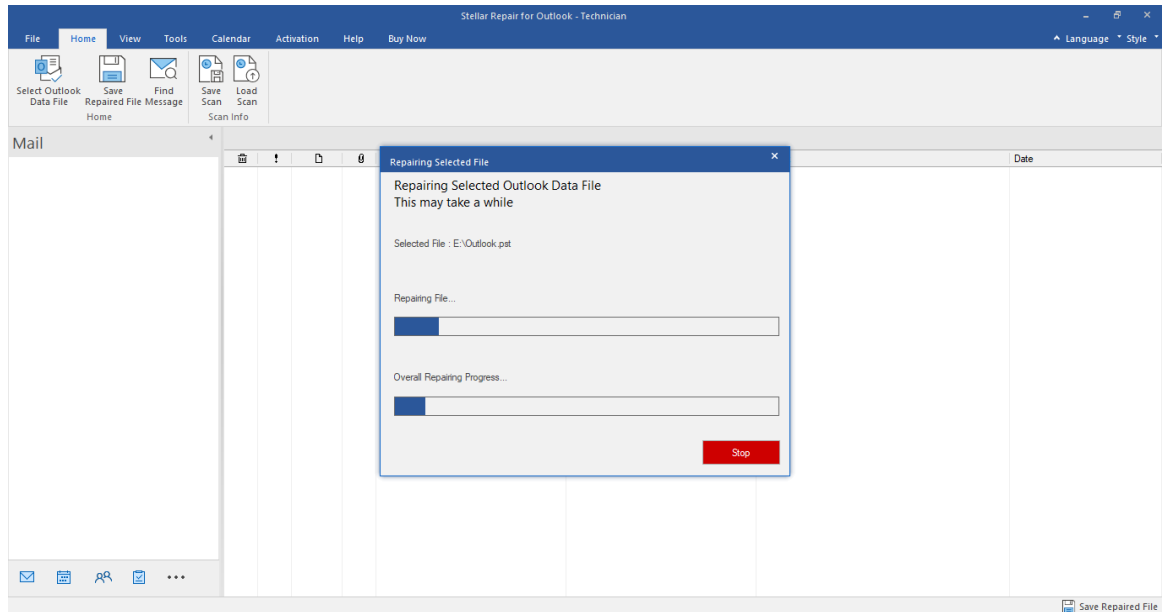 Stellar Repair for Outlook - Technician
File Home View Tools Calendar Activation Help Buy Now Language Style
Select Outlook Data File
Save Repaired File
Find Message
Save Scan
Load Scan
Home
Scan Info
Mail
Date
Repairing Selected File
Repairing Selected Outlook Data File
This may take a while
Selected File : E:\Outlook.pst
Repairing File...
Overall Repairing Progress...
Stop
Save Repaired File